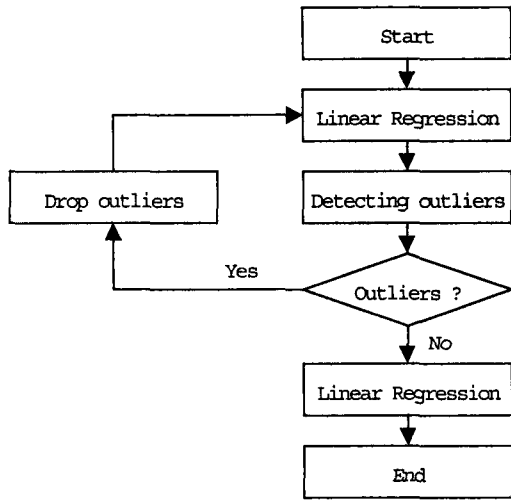 Start
Linear Regression
Drop outliers
Detecting outliers
Yes
Outliers ?
No
Linear Regression
End